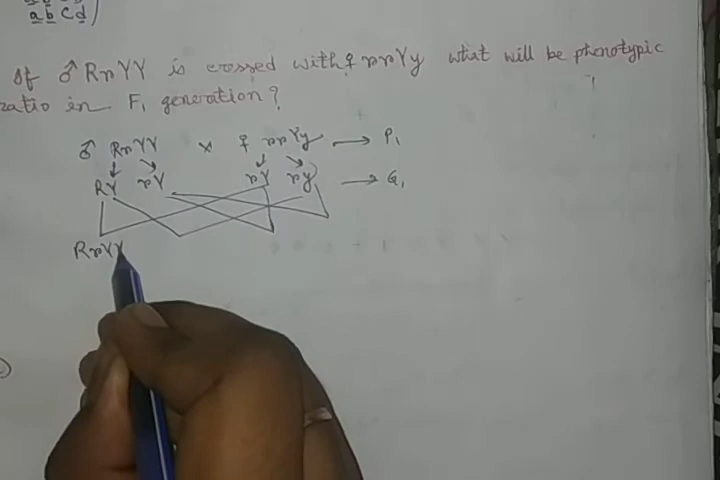 a b C d)
If ♂ RrYY is crossed with ♀ rrYy what will be phenotypic
ratio in F₁ generation?
♂ RrYY × ♀ rrYy → P₁
RY rY rY ry → G₁
RrYY